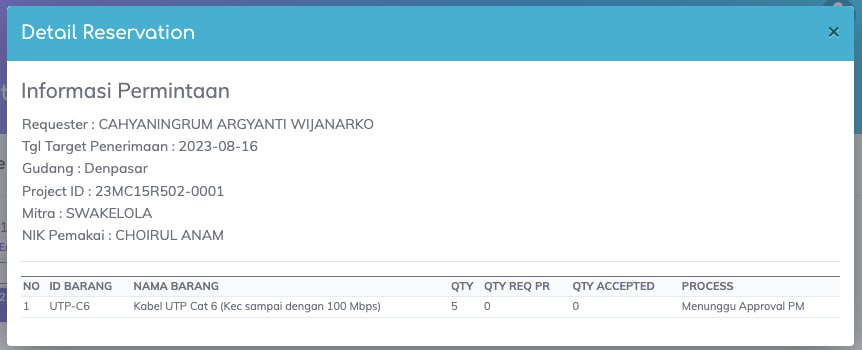 Detail Reservation
×
Informasi Permintaan
Requester : CAHYANINGRUM ARGYANTI WIJANARKO
Tgl Target Penerimaan : 2023-08-16
Gudang : Denpasar
Project ID : 23MC15R502-0001
Mitra : SWAKELOLA
NIK Pemakai : CHOIRUL ANAM
NO ID BARANG NAMA BARANG QTY QTY REQ PR QTY ACCEPTED PROCESS
1 UTP-C6 Kabel UTP Cat 6 (Kec sampai dengan 100 Mbps) 5 0 0 Menunggu Approval PM